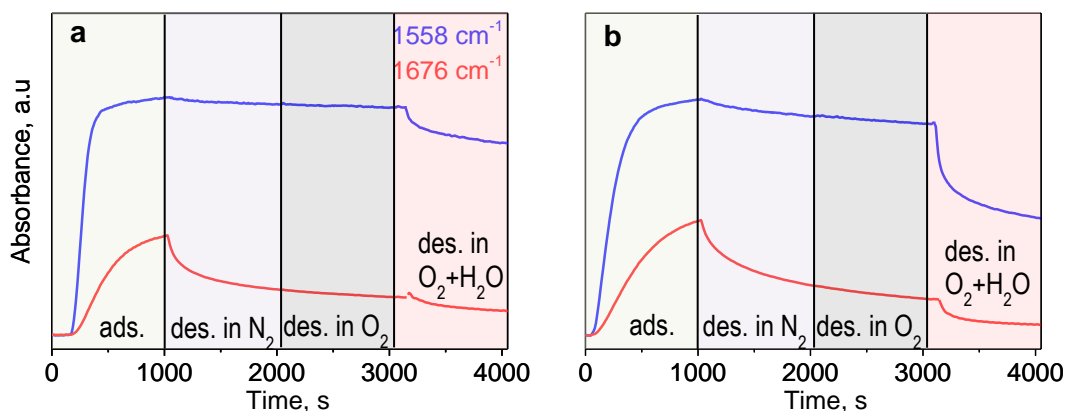 a
1558 cm⁻¹
1676 cm⁻¹
Absorbance, a.u
des. in
O₂+H₂O
ads.
des. in N₂
des. in O₂
0
1000
2000
3000
4000
Time, s
b
des. in
O₂+H₂O
ads.
des. in N₂
des. in O₂
0
1000
2000
3000
4000
Time, s